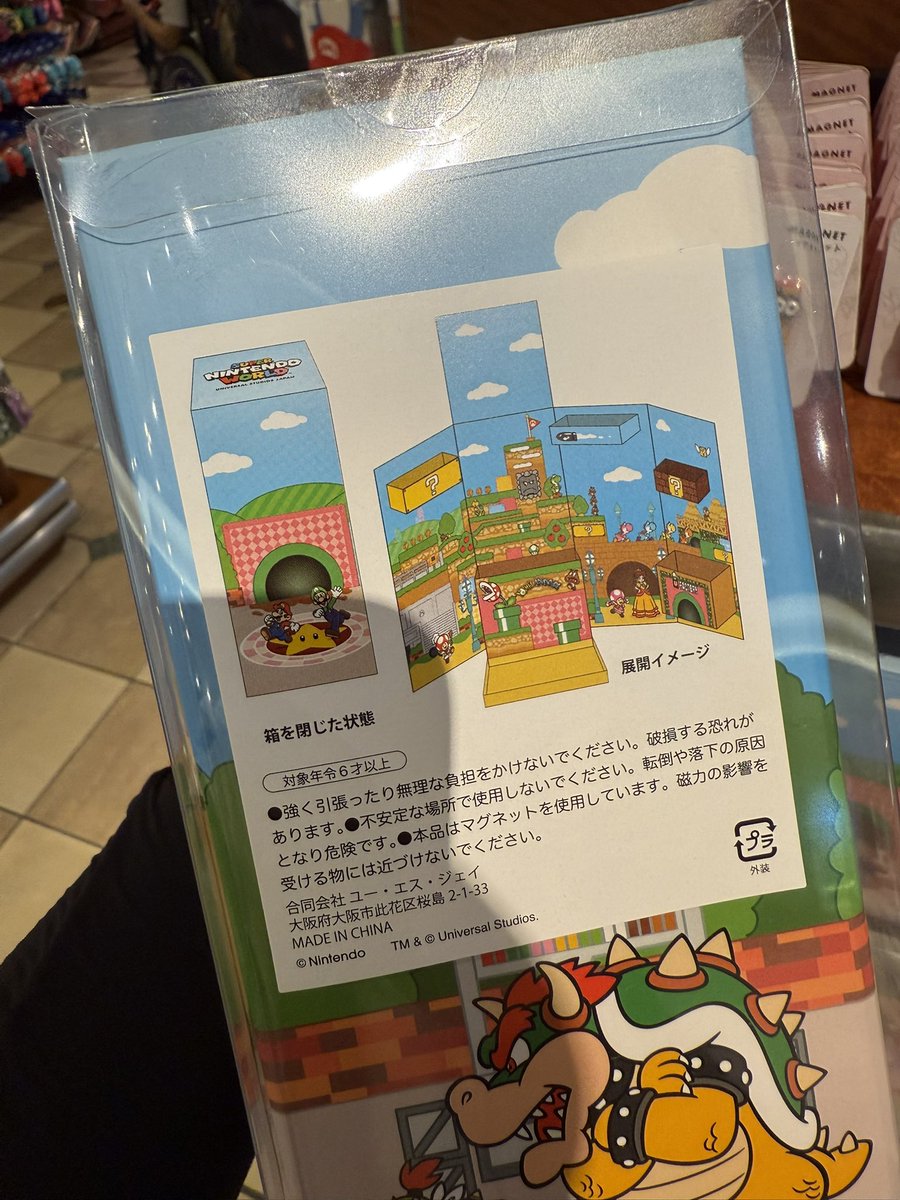 MAGNET
MAGNET
MAGNET
MAGNET
SUPER
NINTENDO
WORLD
UNIVERSAL STUDIOS JAPAN
?
?
展開イメージ
箱を閉じた状態
対象年令6才以上
●強く引張ったり無理な負担をかけないでください。破損する恐れが
あります。●不安定な場所で使用しないでください。転倒や落下の原因
となり危険です。●本品はマグネットを使用しています。磁力の影響を
受ける物には近づけないでください。
合同会社 ユー・エス・ジェイ
大阪府大阪市此花区桜島 2-1-33
MADE IN CHINA
© Nintendo TM & © Universal Studios.
プラ
外装